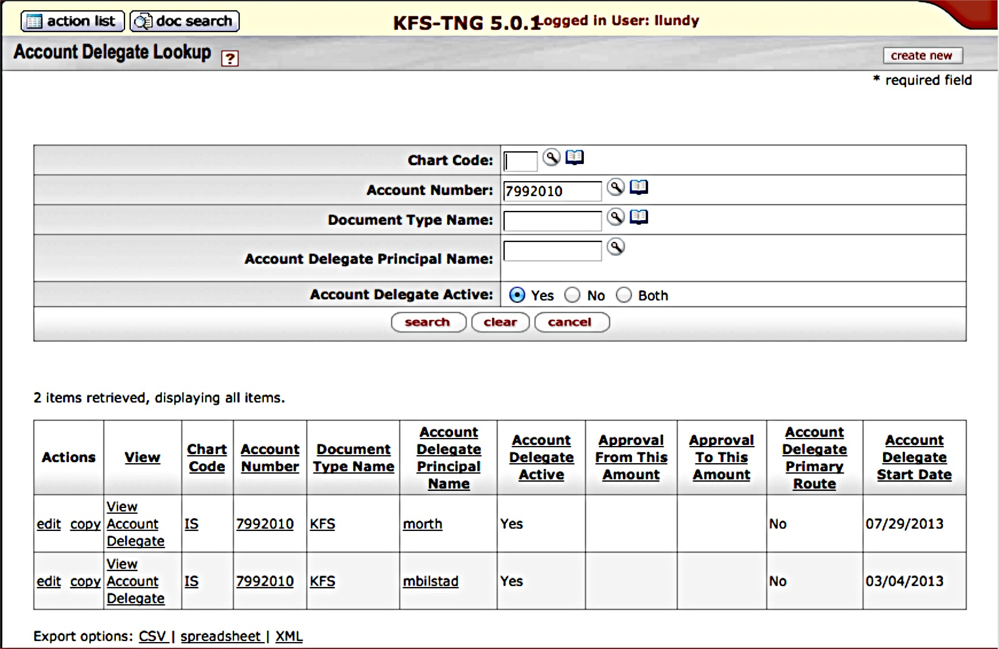 action list doc search KFS-TNG 5.0.1 Logged in User: llundy
Account Delegate Lookup ? create new
* required field
Chart Code:
Account Number: 7992010
Document Type Name:
Account Delegate Principal Name:
Account Delegate Active: Yes No Both
search clear cancel
2 items retrieved, displaying all items.
Actions View Chart Code Account Number Document Type Name Account Delegate Principal Name Account Delegate Active Approval From This Amount Approval To This Amount Account Delegate Primary Route Account Delegate Start Date
edit copy View Account Delegate IS 7992010 KFS morth Yes No 07/29/2013
edit copy View Account Delegate IS 7992010 KFS mbilstad Yes No 03/04/2013
Export options: CSV | spreadsheet | XML